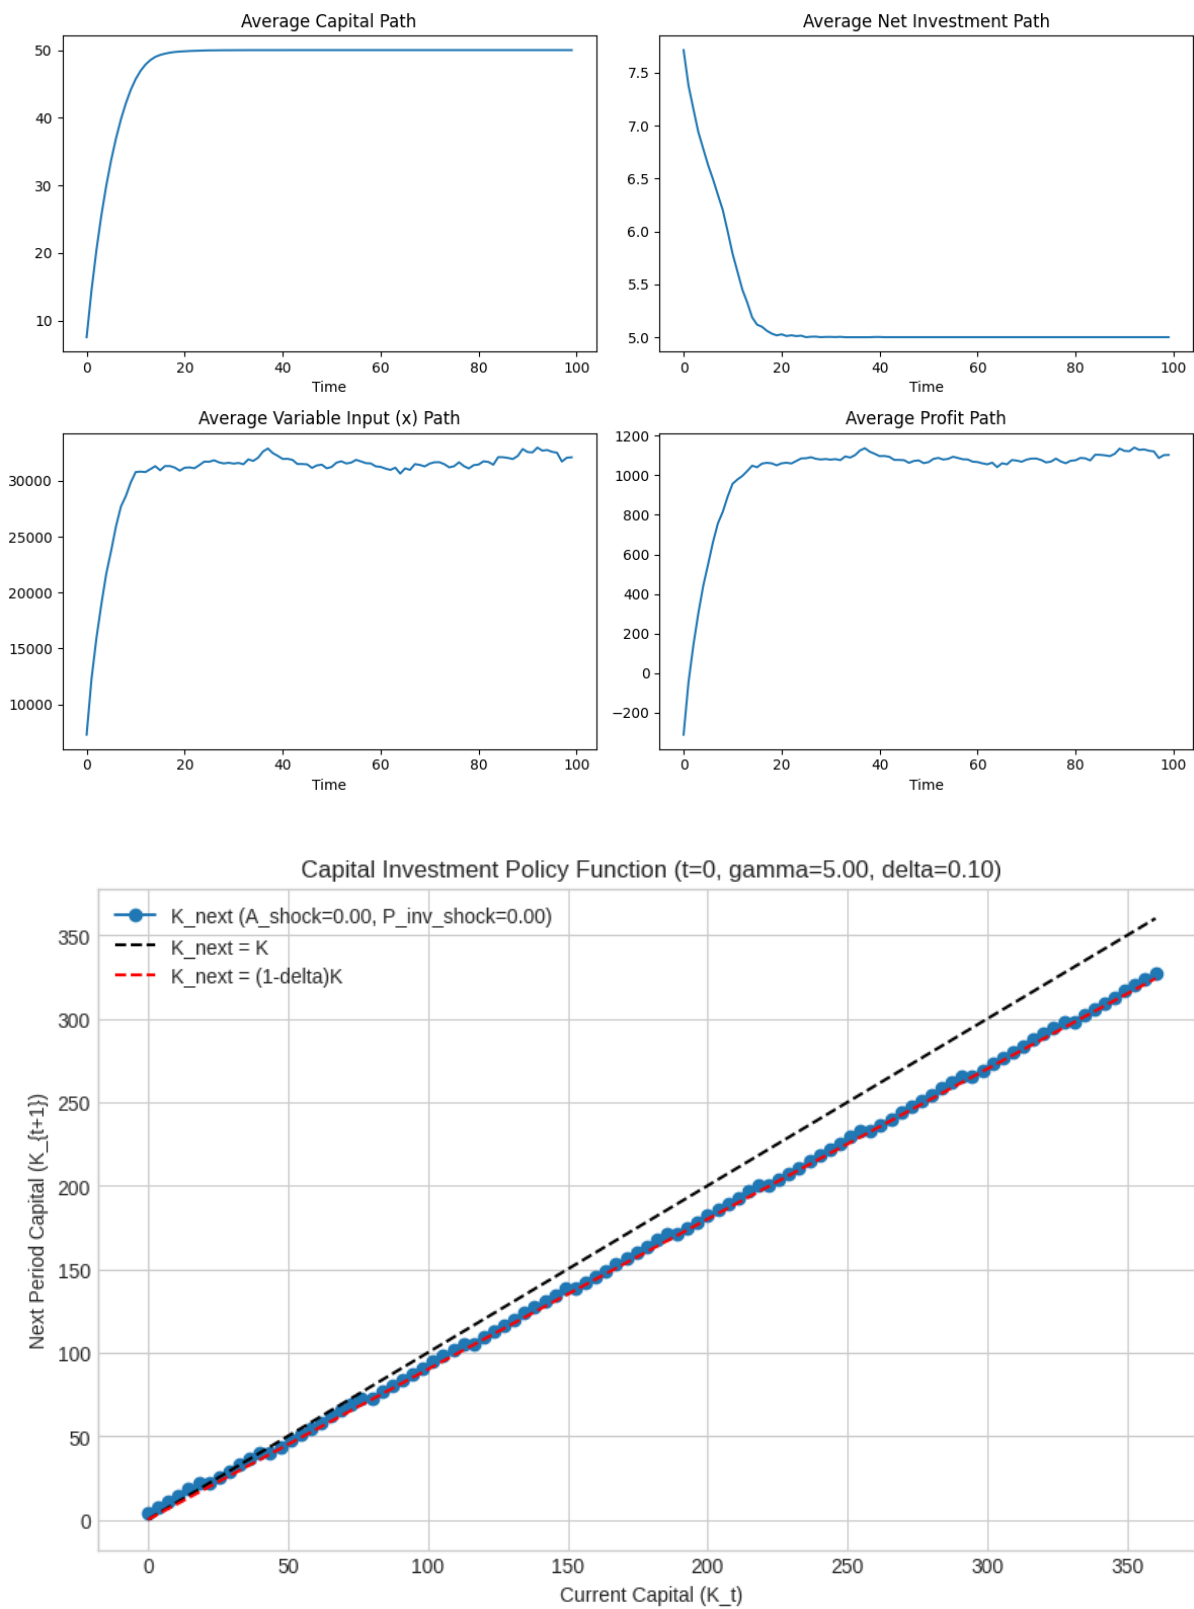 Average Capital Path
50
40
30
20
10
0 20 40 60 80 100
Time
Average Net Investment Path
7.5
7.0
6.5
6.0
5.5
5.0
0 20 40 60 80 100
Time
Average Variable Input (x) Path
30000
25000
20000
15000
10000
0 20 40 60 80 100
Time
Average Profit Path
1200
1000
800
600
400
200
0
−200
0 20 40 60 80 100
Time
Capital Investment Policy Function (t=0, gamma=5.00, delta=0.10)
K_next (A_shock=0.00, P_inv_shock=0.00)
K_next = K
K_next = (1-delta)K
Next Period Capital (K_{t+1})
350
300
250
200
150
100
50
0
0 50 100 150 200 250 300 350
Current Capital (K_t)